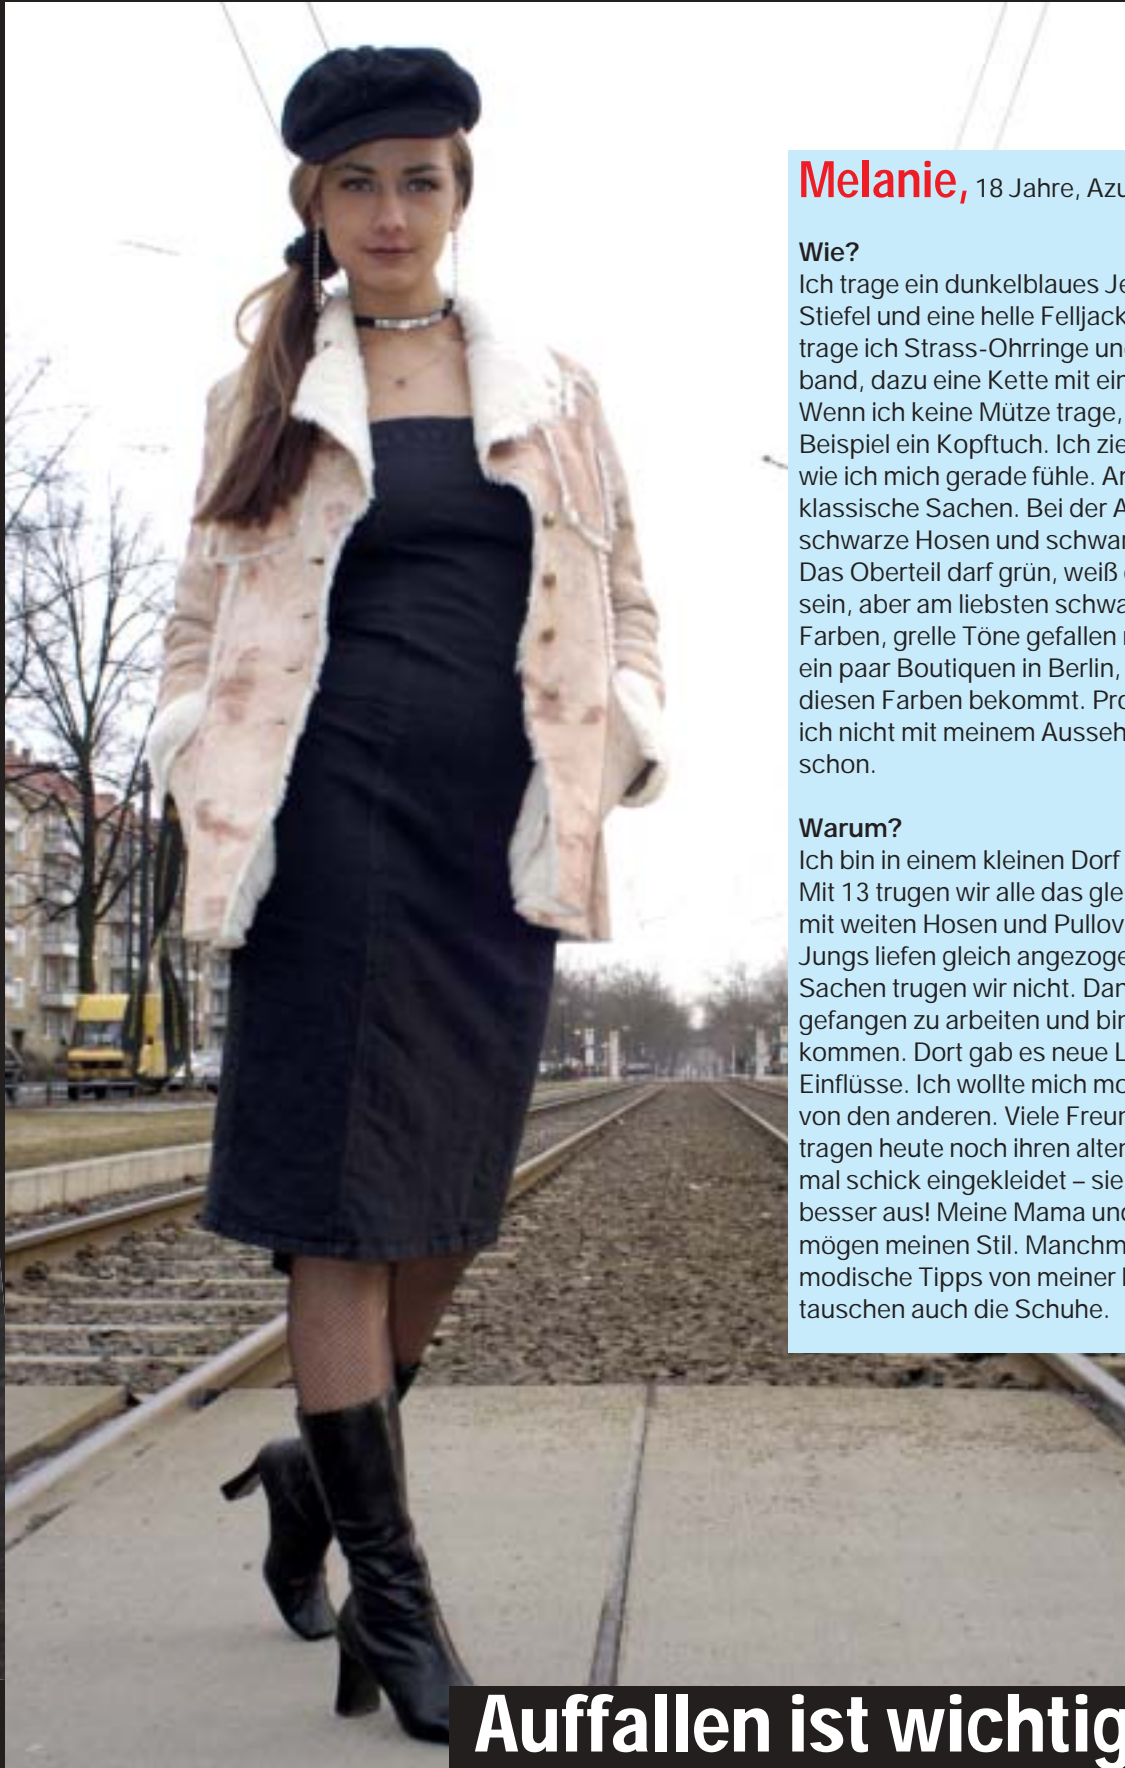 Melanie, 18 Jahre, Azu
Wie?
Ich trage ein dunkelblaues Je
Stiefel und eine helle Felljack
trage ich Strass-Ohrringe und
band, dazu eine Kette mit ein
Wenn ich keine Mütze trage,
Beispiel ein Kopftuch. Ich zie
wie ich mich gerade fühle. An
klassische Sachen. Bei der A
schwarze Hosen und schwar
Das Oberteil darf grün, weiß
sein, aber am liebsten schwa
Farben, grelle Töne gefallen
ein paar Boutiquen in Berlin,
diesen Farben bekommt. Pro
ich nicht mit meinem Ausseh
schon.
Warum?
Ich bin in einem kleinen Dorf
Mit 13 trugen wir alle das glei
mit weiten Hosen und Pullov
Jungs liefen gleich angezoge
Sachen trugen wir nicht. Dan
gefangen zu arbeiten und bin
kommen. Dort gab es neue L
Einflüsse. Ich wollte mich mo
von den anderen. Viele Freun
tragen heute noch ihren alten
mal schick eingekleidet – sie
besser aus! Meine Mama und
mögen meinen Stil. Manchm
modische Tipps von meiner
tauschen auch die Schuhe.
Auffallen ist wichtig